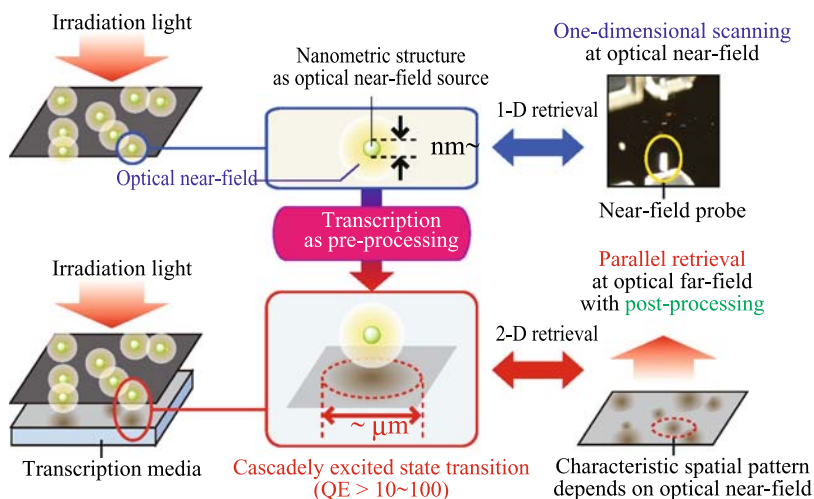 Irradiation light
Nanometric structure
as optical near-field source
One-dimensional scanning
at optical near-field
1-D retrieval
nm~
Optical near-field
Near-field probe
Transcription
as pre-processing
Irradiation light
Parallel retrieval
at optical far-field
with post-processing
2-D retrieval
~ μm
Transcription media
Cascadely excited state transition
(QE > 10~100)
Characteristic spatial pattern
depends on optical near-field